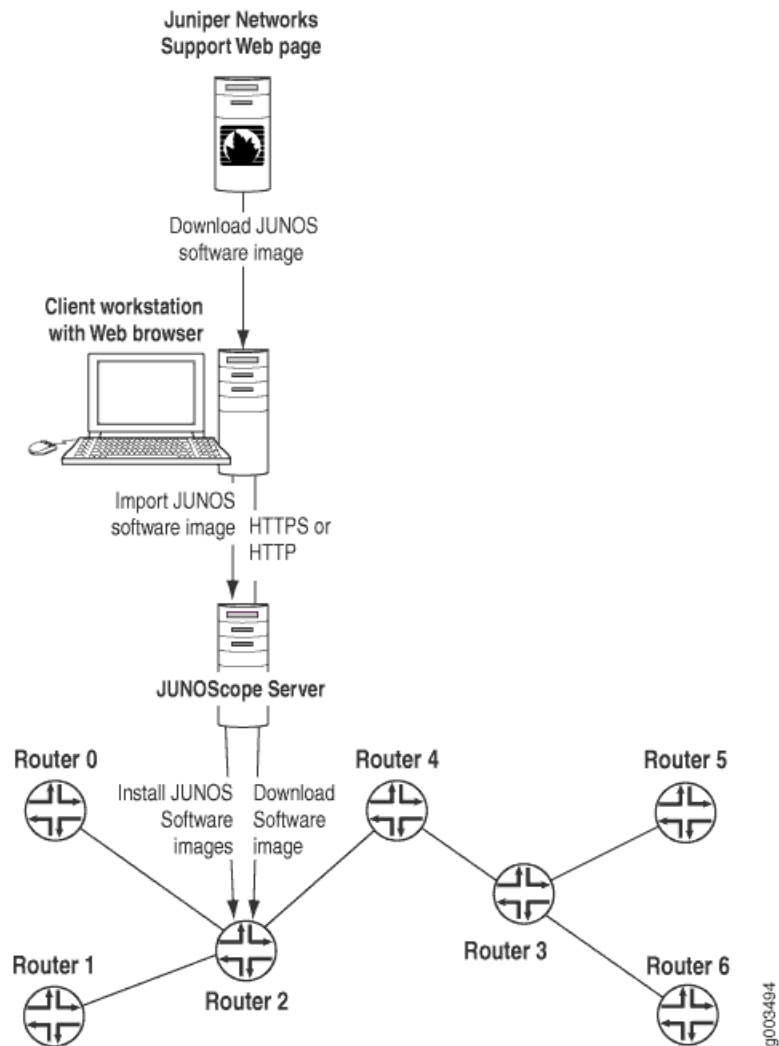 Juniper Networks
Support Web page
Download JUNOS
software image
Client workstation
with Web browser
Import JUNOS
software image
HTTPS or
HTTP
JUNOScope Server
Router 0
Install JUNOS
Software
images
Download
Software
image
Router 4
Router 5
Router 1
Router 2
Router 3
Router 6
g003494